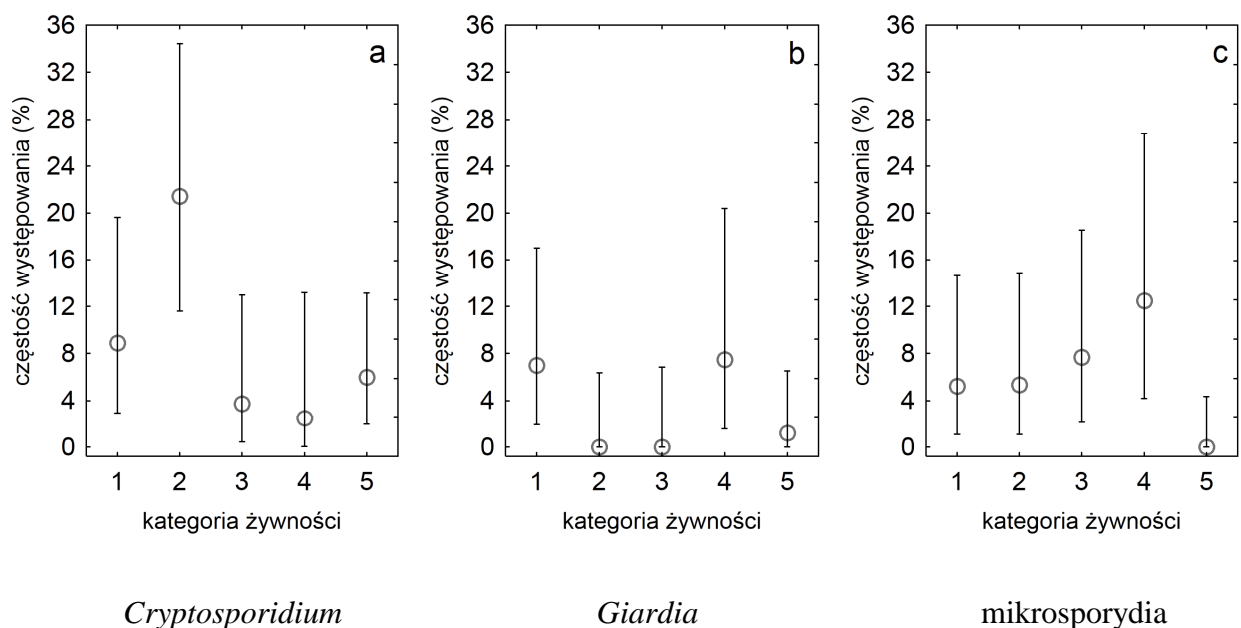 a
36
32
28
24
20
16
12
8
4
0
częstość występowania (%)
1 2 3 4 5
kategoria żywności
Cryptosporidium
b
36
32
28
24
20
16
12
8
4
0
częstość występowania (%)
1 2 3 4 5
kategoria żywności
Giardia
c
36
32
28
24
20
16
12
8
4
0
częstość występowania (%)
1 2 3 4 5
kategoria żywności
mikrosporydia